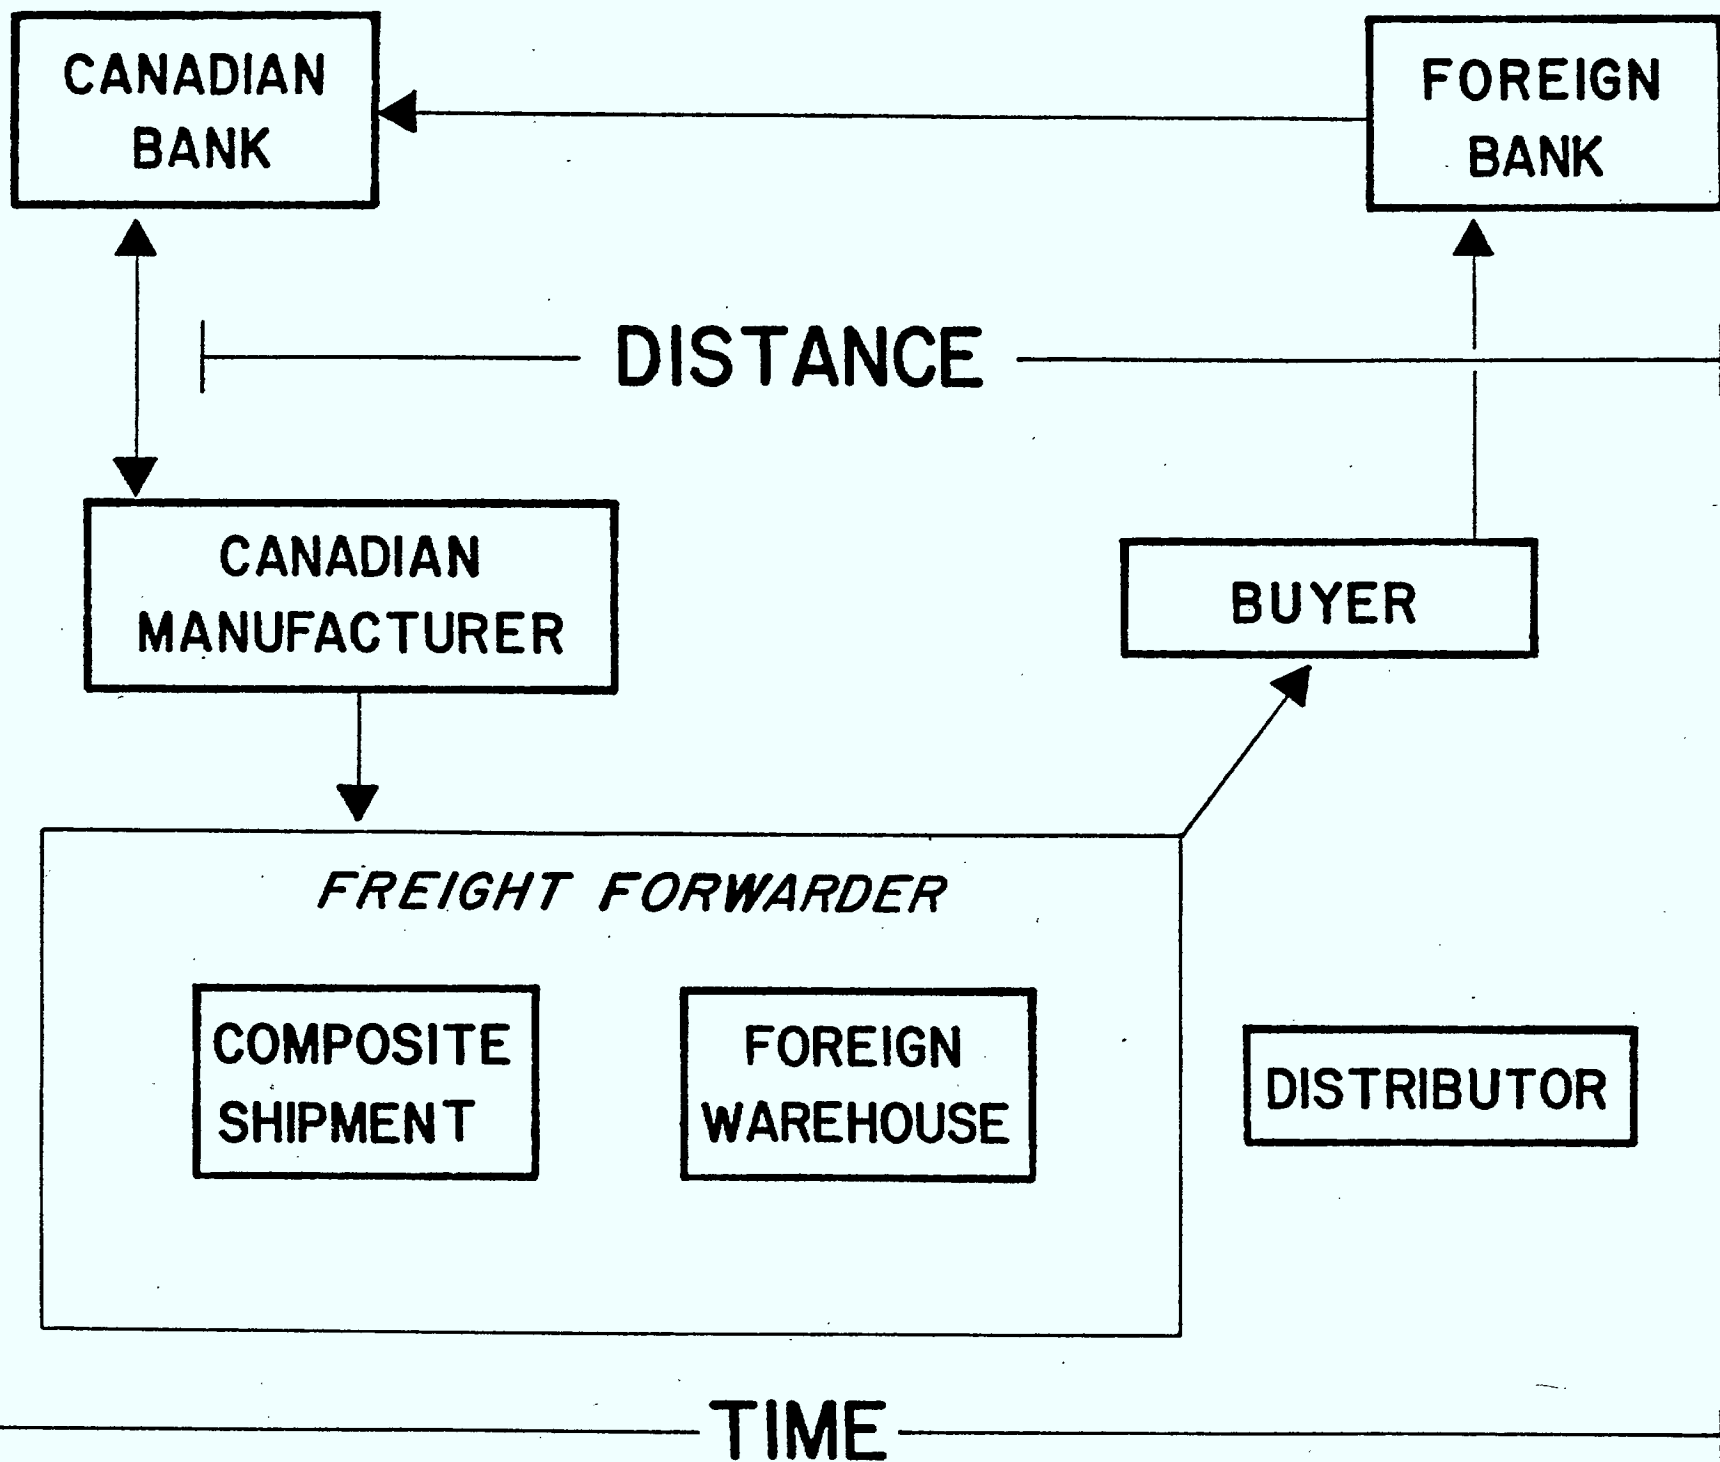 CANADIAN
BANK
FOREIGN
BANK
DISTANCE
CANADIAN
MANUFACTURER
BUYER
FREIGHT FORWARDER
COMPOSITE
SHIPMENT
FOREIGN
WAREHOUSE
DISTRIBUTOR
TIME